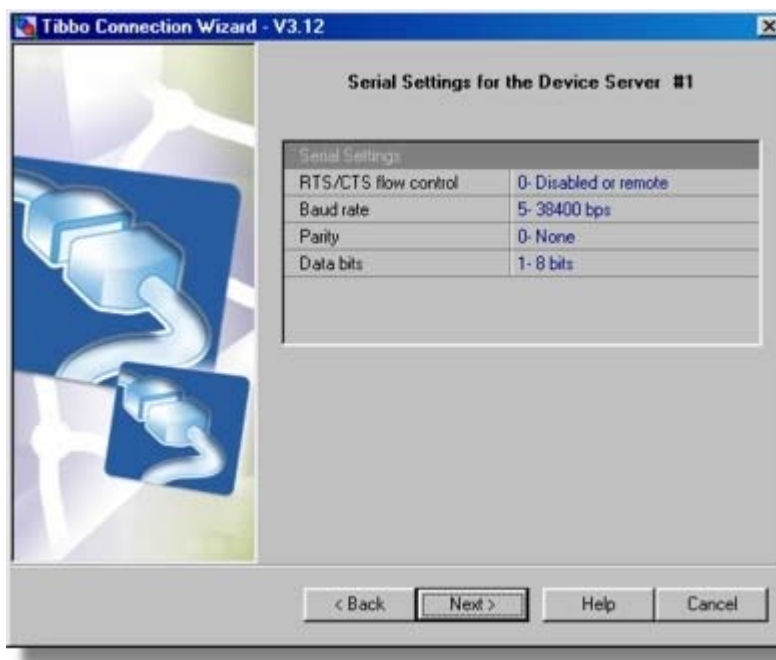 Tibbo Connection Wizard - V3.12
Serial Settings for the Device Server #1
Serial Settings
RTS/CTS flow control 0- Disabled or remote
Baud rate 5- 38400 bps
Parity 0- None
Data bits 1- 8 bits
< Back Next > Help Cancel